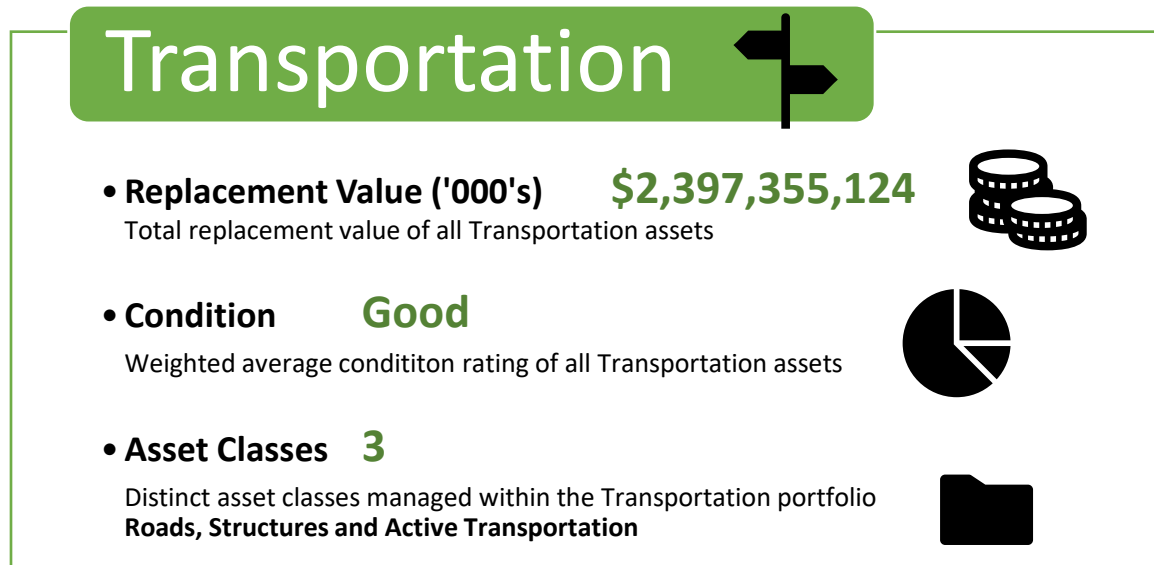 Transportation
• Replacement Value ('000's) $2,397,355,124
Total replacement value of all Transportation assets
• Condition Good
Weighted average condititon rating of all Transportation assets
• Asset Classes 3
Distinct asset classes managed within the Transportation portfolio
Roads, Structures and Active Transportation